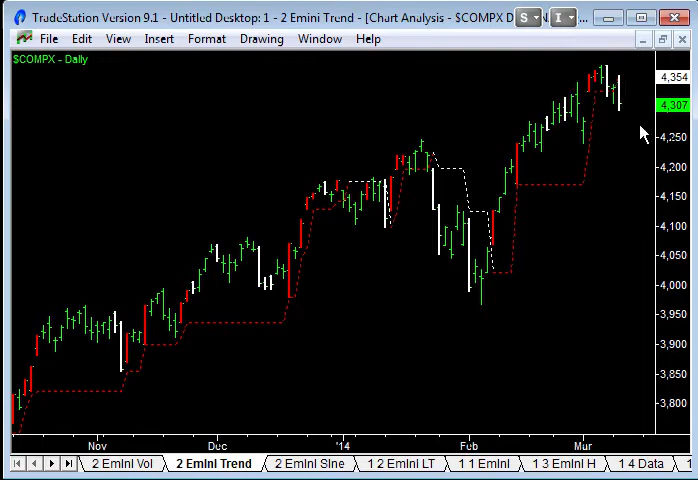 TradeStation Version 9.1 - Untitled Desktop: 1 - 2 Emini Trend - [Chart Analysis - $COMPX D
S I ...
File Edit View Insert Format Drawing Window Help
$COMPX - Daily
4,354
4,307
4,250
4,200
4,150
4,100
4,050
4,000
3,950
3,900
3,850
3,800
Nov Dec '14 Feb Mar
2 Emini Vol 2 Emini Trend 2 Emini Sine 1 2 Emini LT 1 1 Emini 1 3 Emini H 1 4 Data 1